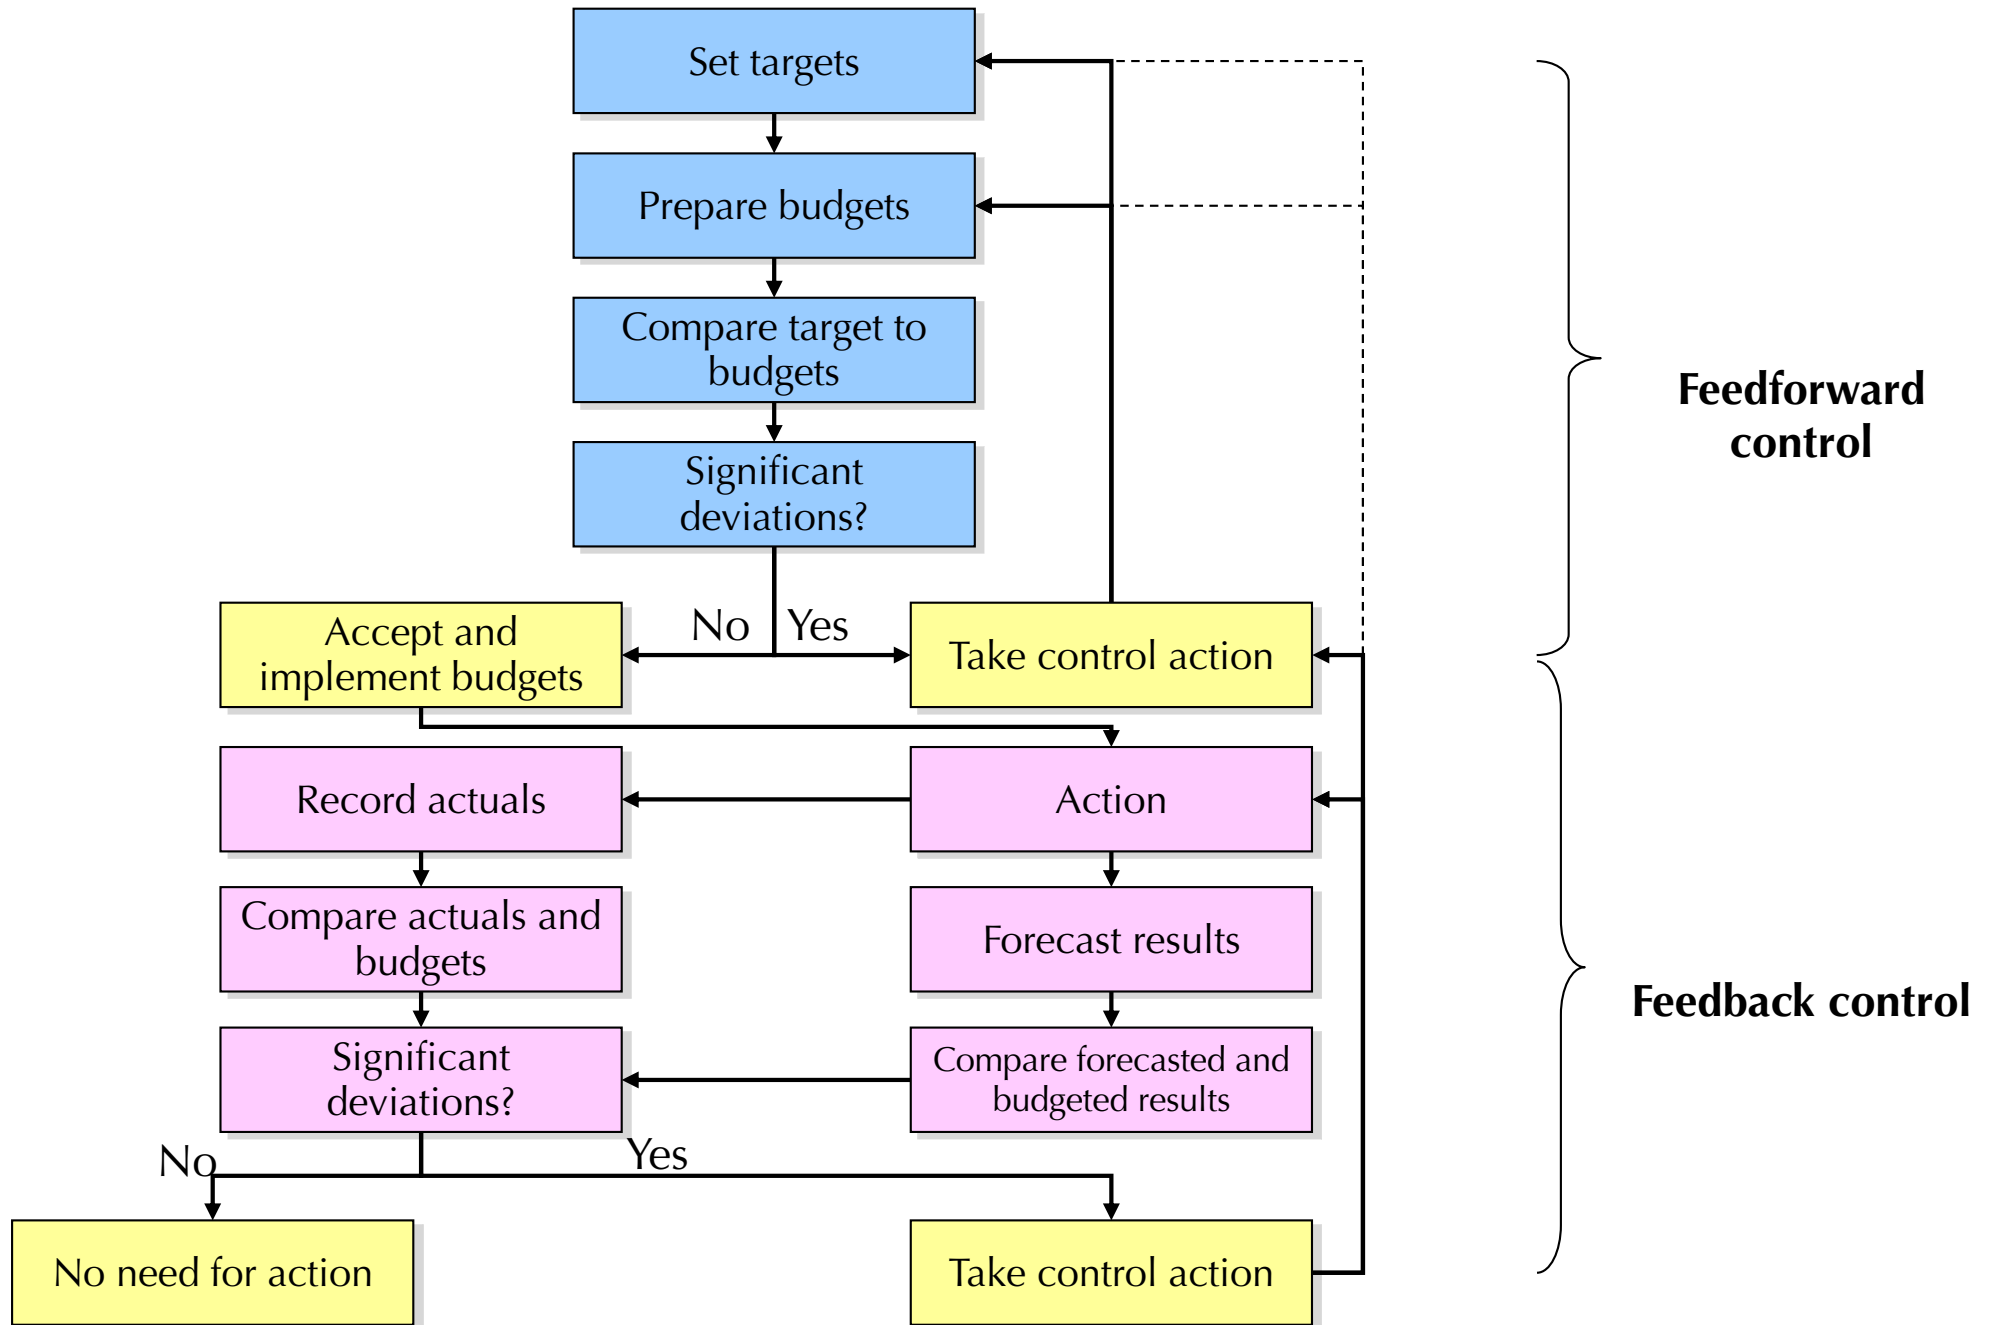 Set targets
Prepare budgets
Compare target to
budgets
Significant
deviations?
No
Yes
Accept and
implement budgets
Take control action
Record actuals
Action
Compare actuals and
budgets
Forecast results
Significant
deviations?
Compare forecasted and
budgeted results
No
Yes
No need for action
Take control action
Feedforward
control
Feedback control